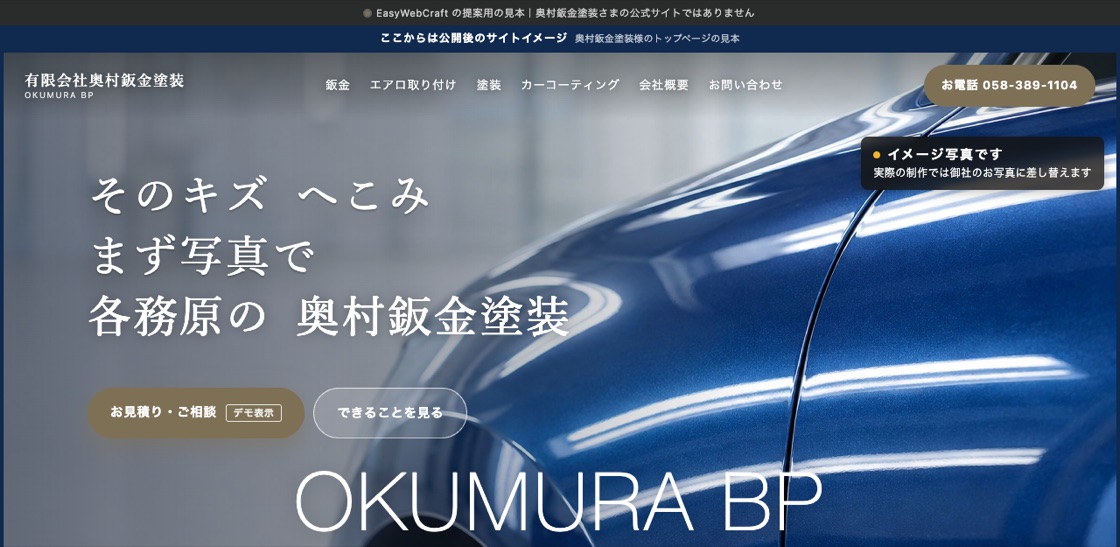 EasyWebCraft の提案用の見本｜奥村鈑金塗装さまの公式サイトではありません
ここからは公開後のサイトイメージ 奥村鈑金塗装様のトップページの見本
有限会社奥村鈑金塗装
OKUMURA BP
鈑金 エアロ取り付け 塗装 カーコーティング 会社概要 お問い合わせ
お電話 058-389-1104
イメージ写真です
実際の制作では御社のお写真に差し替えます
そのキズ へこみ
まず写真で
各務原の 奥村鈑金塗装
お見積り・ご相談 デモ表示
できることを見る
OKUMURA BP